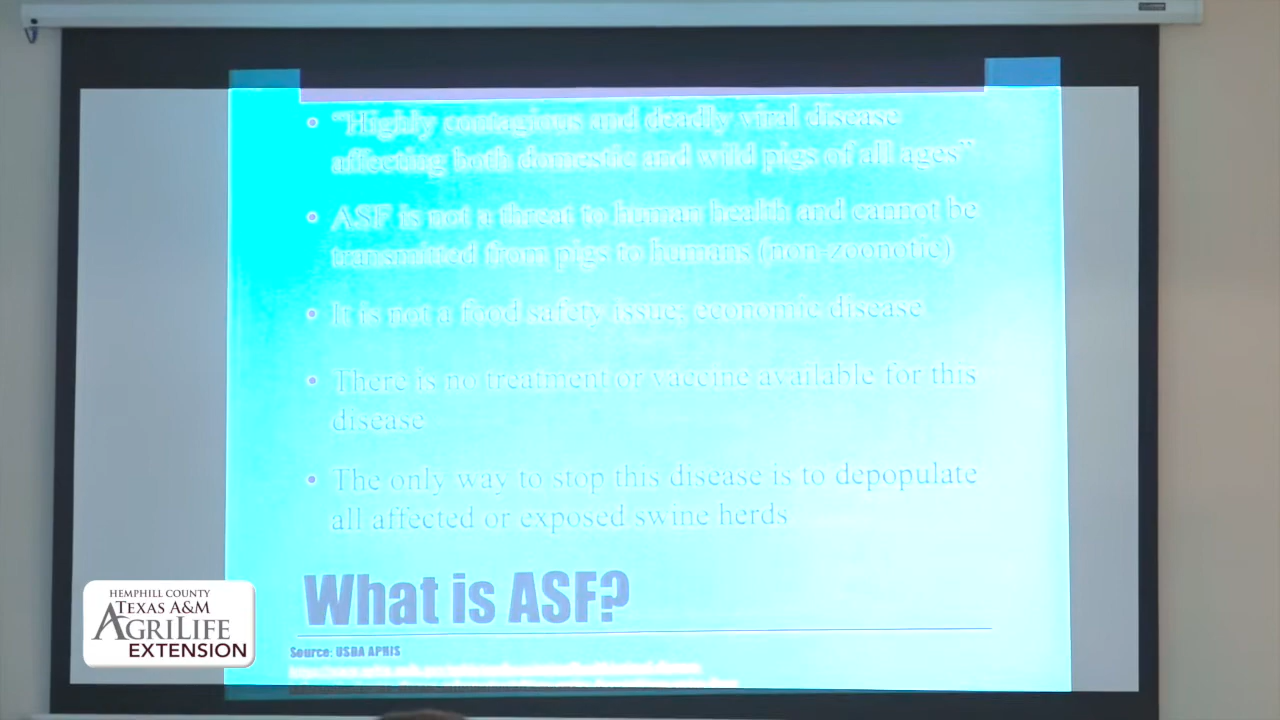 • "Highly contagious and deadly viral disease
affecting both domestic and wild pigs of all ages"
• ASF is not a threat to human health and cannot be
transmitted from pigs to humans (non-zoonotic)
• It is not a food safety issue; economic disease
• There is no treatment or vaccine available for this
disease
• The only way to stop this disease is to depopulate
all affected or exposed swine herds
What is ASF?
Source: USDA APHIS
HEMPHILL COUNTY
TEXAS A&M
AGRILIFE
EXTENSION